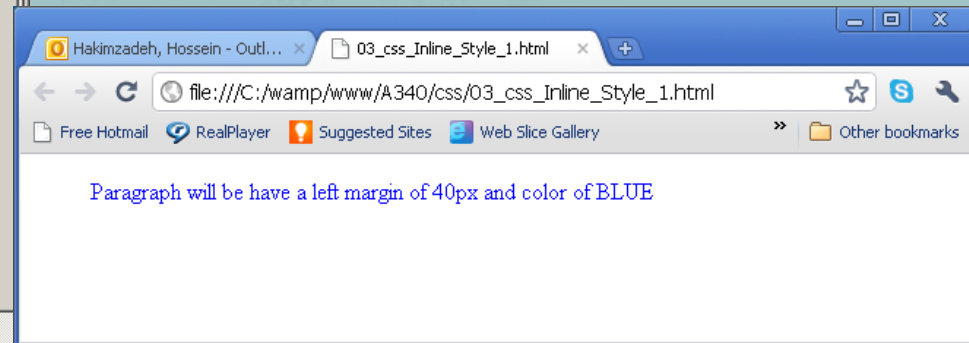 Hakimzadeh, Hossein - Outl...
03_css_Inline_Style_1.html
file:///C:/wamp/www/A340/css/03_css_Inline_Style_1.html
Free Hotmail RealPlayer Suggested Sites Web Slice Gallery » Other bookmarks
Paragraph will be have a left margin of 40px and color of BLUE